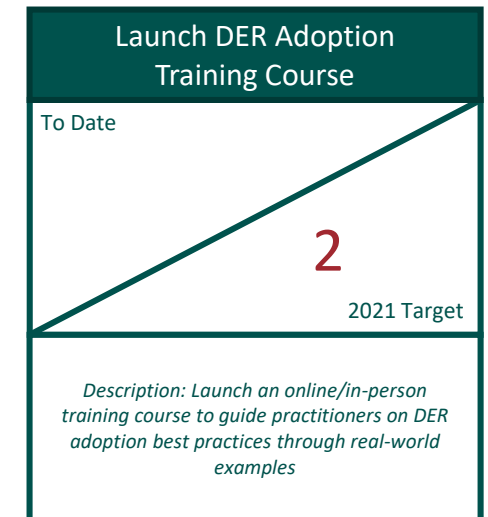 Launch DER Adoption
Training Course
To Date
2
2021 Target
Description: Launch an online/in-person
training course to guide practitioners on DER
adoption best practices through real-world
examples